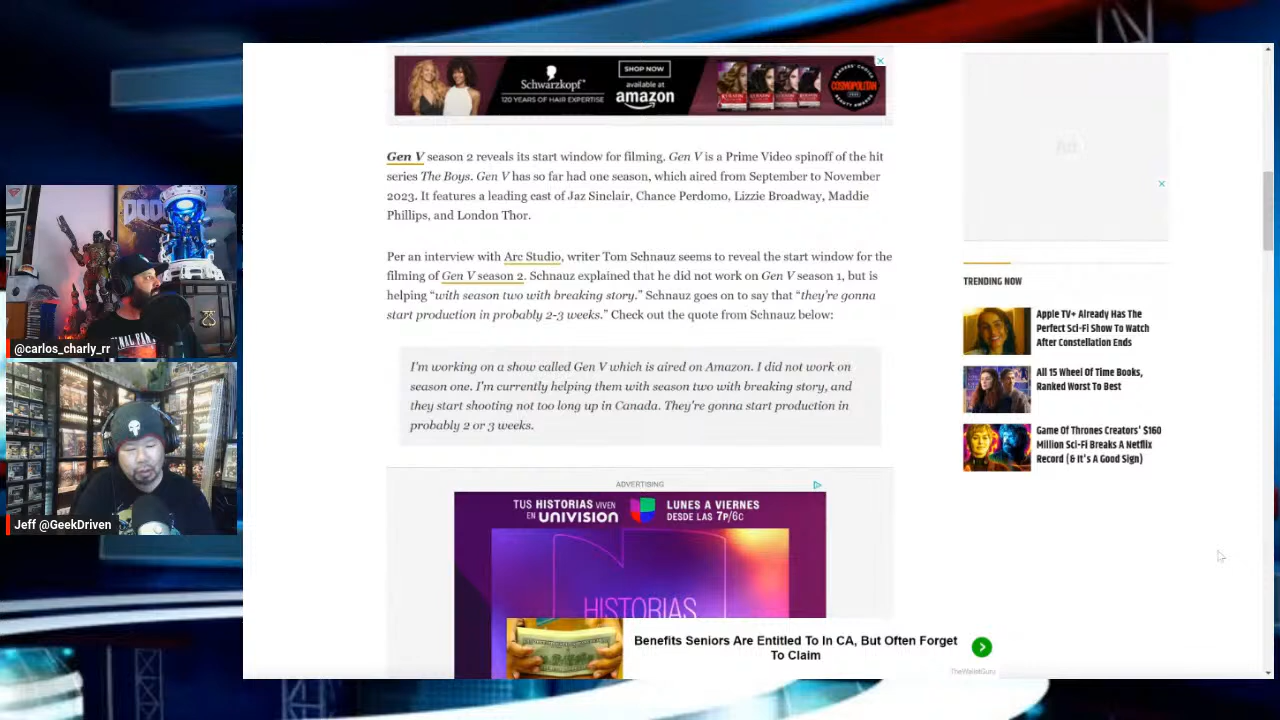 Schwarzkopf
120 YEARS OF HAIR EXPERTISE
SHOP NOW
available at
amazon
COSMOPOLITAN
Gen V season 2 reveals its start window for filming. Gen V is a Prime Video spinoff of the hit
series The Boys. Gen V has so far had one season, which aired from September to November
2023. It features a leading cast of Jaz Sinclair, Chance Perdomo, Lizzie Broadway, Maddie
Phillips, and London Thor.
Per an interview with Arc Studio, writer Tom Schnauz seems to reveal the start window for the
filming of Gen V season 2. Schnauz explained that he did not work on Gen V season 1, but is
helping “with season two with breaking story.” Schnauz goes on to say that “they’re gonna
start production in probably 2-3 weeks.” Check out the quote from Schnauz below:
I'm working on a show called Gen V which is aired on Amazon. I did not work on
season one. I'm currently helping them with season two with breaking story, and
they start shooting not too long up in Canada. They're gonna start production in
probably 2 or 3 weeks.
ADVERTISING
TUS HISTORIAS VIVEN
EN UNIVISION
LUNES A VIERNES
DESDE LAS 7P/6C
HISTORIAS
Benefits Seniors Are Entitled To In CA, But Often Forget
To Claim
TheWalletGuru
Ad
TRENDING NOW
Apple TV+ Already Has The
Perfect Sci-Fi Show To Watch
After Constellation Ends
All 15 Wheel Of Time Books,
Ranked Worst To Best
Game Of Thrones Creators' $160
Million Sci-Fi Breaks A Netflix
Record (& It's A Good Sign)
DOO
@carlos_charly_rr
Jeff @GeekDriven